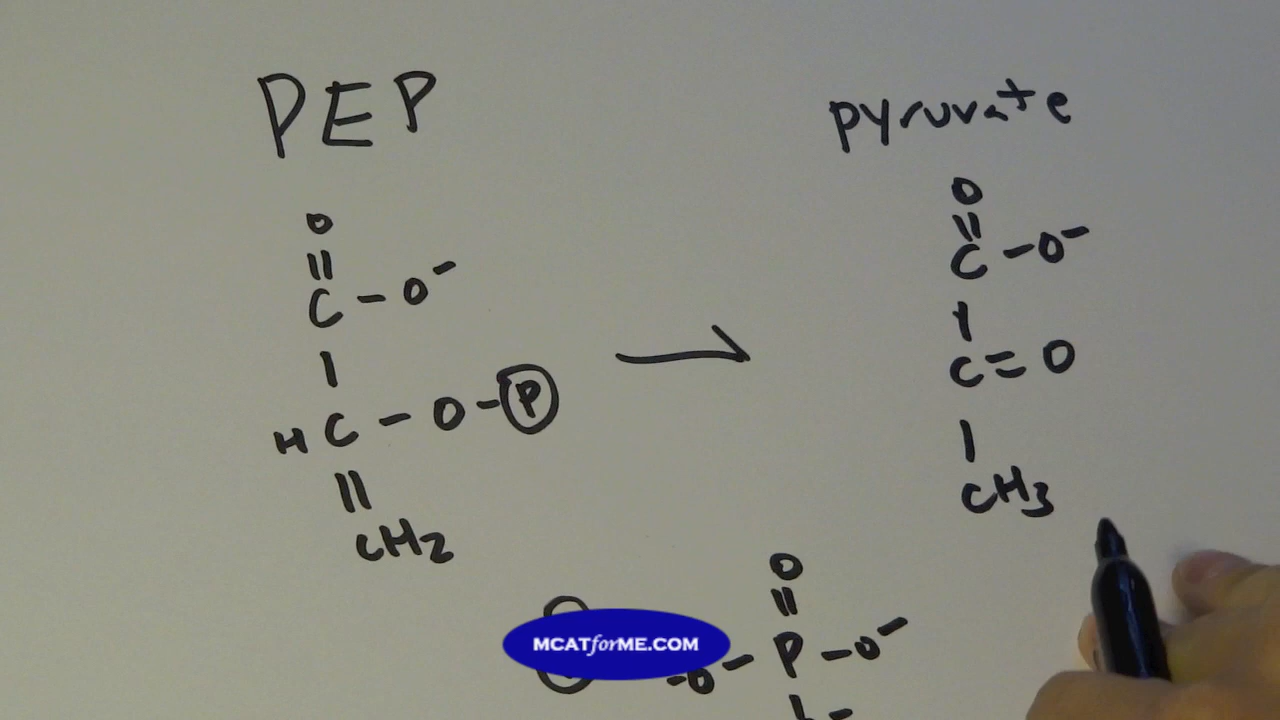 PEP
O
||
C - O-
|
HC - O - P
||
CH2
pyruvate
O
||
C - O-
|
C = O
|
CH3
O
||
-O - P - O-
|
MCATforME.COM